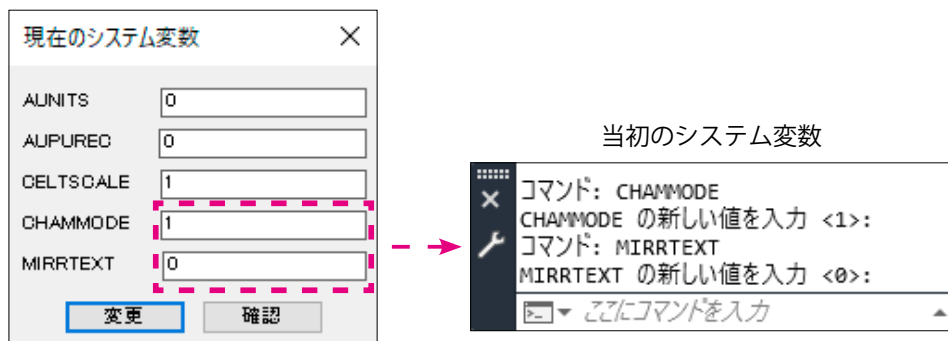 現在のシステム変数
AUNITS 0
AUPUREC 0
CELTSCALE 1
CHAMMODE 1
MIRRTEXT 0
変更 確認
当初のシステム変数
コマンド: CHAMMODE
CHAMMODE の新しい値を入力 <1>:
コマンド: MIRRTEXT
MIRRTEXT の新しい値を入力 <0>:
ここにコマンドを入力